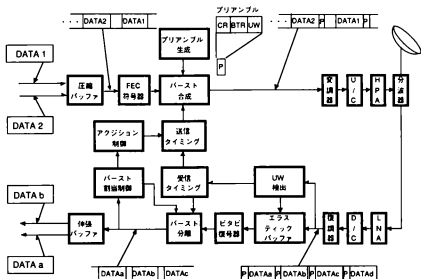 プリアンブル
DATA2 DATA1
CR BTR UW
DATA2 P DATA1 P
P
DATA 1
DATA 2
圧縮
バッファ
FEC
符号器
プリアンブル
生成
バースト
合成
変調器
U/C
HPA
分波器
アクジション
制御
送信
タイミング
バースト
割当制御
受信
タイミング
UW
検出
DATA b
DATA a
伸張
バッファ
バースト
分離
ビタビ
復号器
エラス
ティック
バッファ
復調器
D/C
LNA
DATAa DATAb DATAc
P DATAa P DATAb P DATAc P DATAd